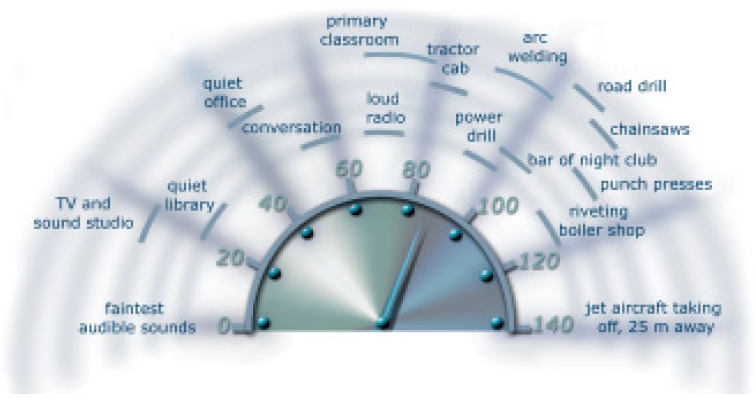 primary
classroom
arc
welding
tractor
cab
quiet
office
road drill
loud
radio
conversation
power
drill
chainsaws
bar of night club
60
80
quiet
library
punch presses
TV and
sound studio
40
100
riveting
boiler shop
20
120
faintest
audible sounds
0
140
jet aircraft taking
off, 25 m away